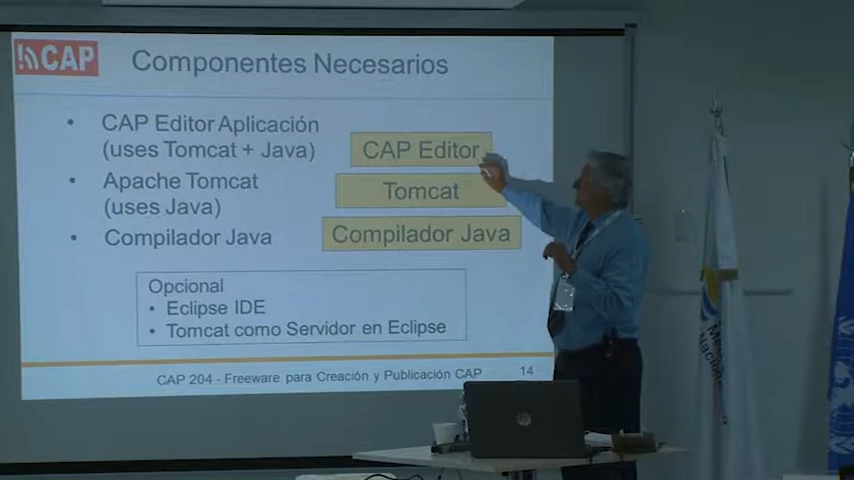 CAP
Componentes Necesarios
• CAP Editor Aplicación
(uses Tomcat + Java)
• Apache Tomcat
(uses Java)
• Compilador Java
CAP Editor
Tomcat
Compilador Java
Opcional
• Eclipse IDE
• Tomcat como Servidor en Eclipse
CAP 204 - Freeware para Creación y Publicación CAP
14
hp